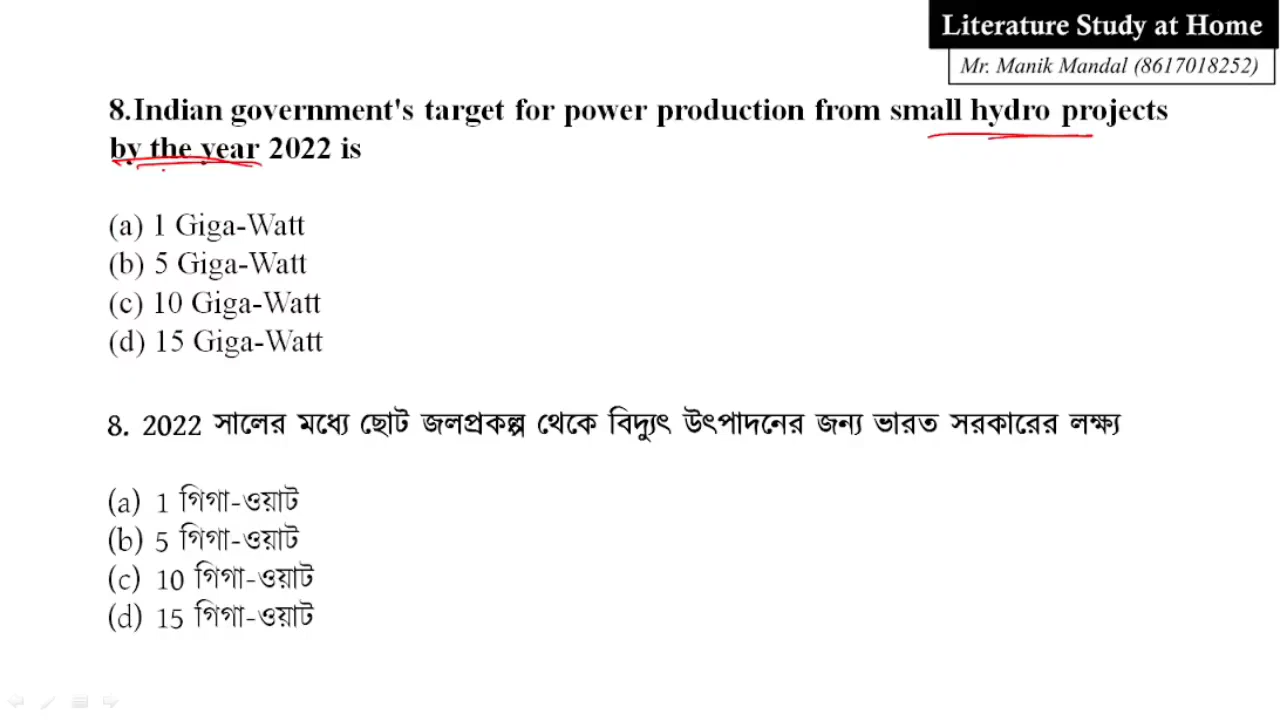 Literature Study at Home
Mr. Manik Mandal (8617018252)
8.Indian government's target for power production from small hydro projects
by the year 2022 is
(a) 1 Giga-Watt
(b) 5 Giga-Watt
(c) 10 Giga-Watt
(d) 15 Giga-Watt
8. 2022 সালের মধ্যে ছোট জলপ্রকল্প থেকে বিদ্যুৎ উৎপাদনের জন্য ভারত সরকারের লক্ষ্য
(a) 1 গিগা-ওয়াট
(b) 5 গিগা-ওয়াট
(c) 10 গিগা-ওয়াট
(d) 15 গিগা-ওয়াট